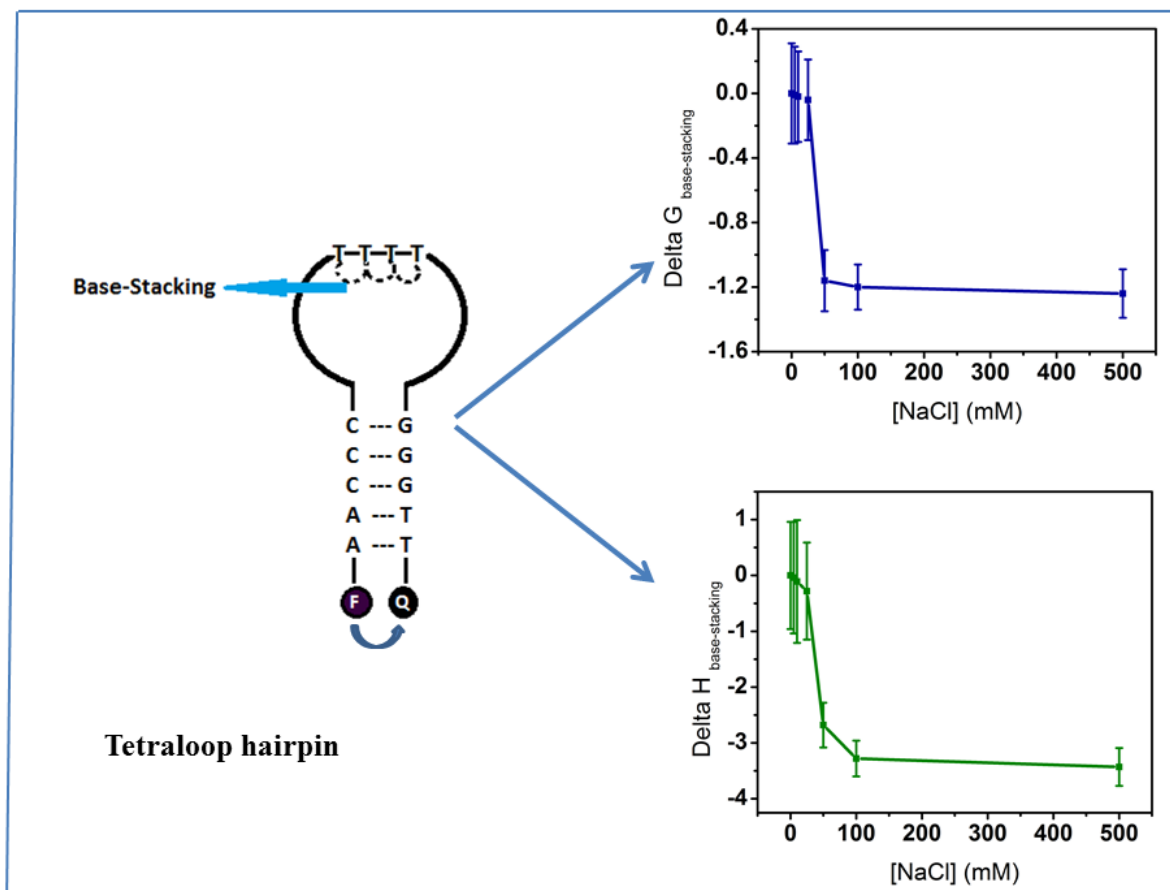 T T T T
Base-Stacking
C --- G
C --- G
C --- G
A --- T
A --- T
F Q
Tetraloop hairpin
0.4
0.0
-0.4
-0.8
-1.2
-1.6
Delta G base-stacking
0 100 200 300 400 500
[NaCl] (mM)
1
0
-1
-2
-3
-4
Delta H base-stacking
0 100 200 300 400 500
[NaCl] (mM)